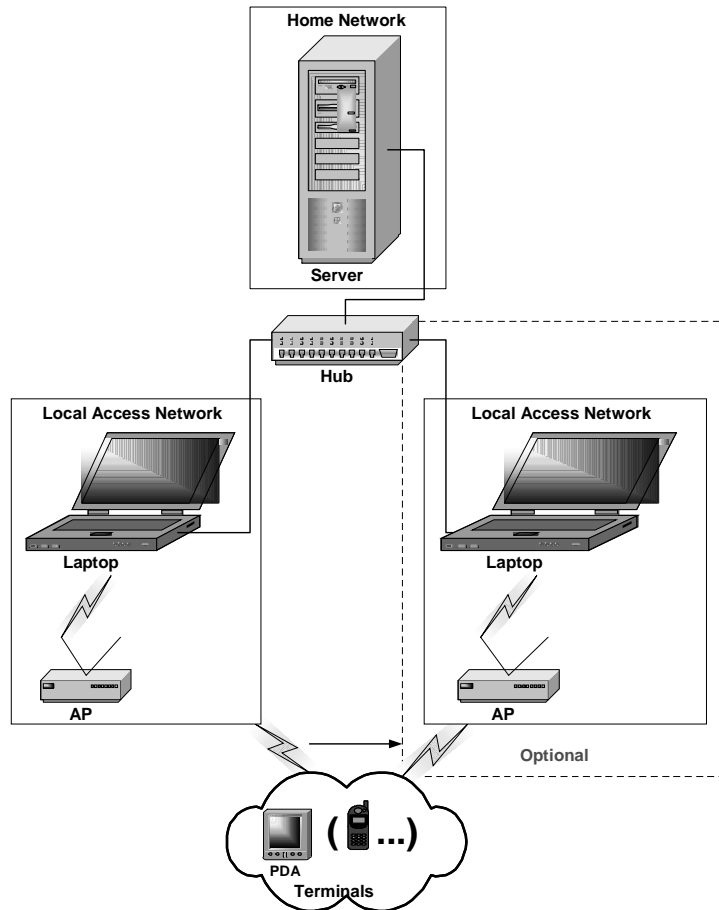 Home Network
Server
Hub
Local Access Network
Local Access Network
Laptop
Laptop
AP
AP
Optional
( ...)
PDA
Terminals